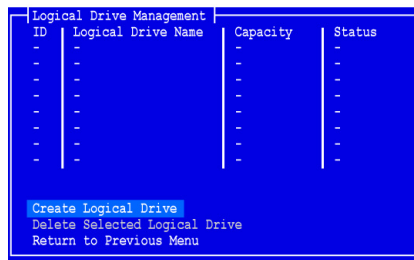 Logical Drive Management
ID Logical Drive Name Capacity Status
- - - -
- - - -
- - - -
- - - -
- - - -
- - - -
- - - -
- - - -
Create Logical Drive
Delete Selected Logical Drive
Return to Previous Menu